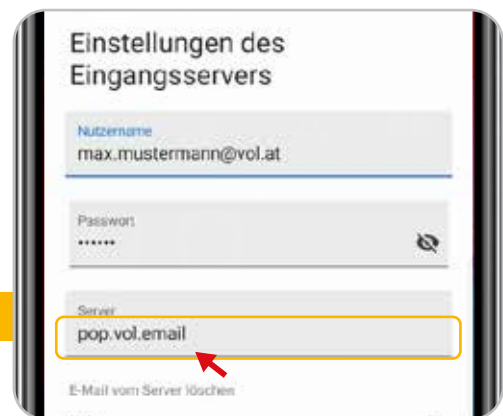 Einstellungen des
Eingangsservers
Nutzername
max.mustermann@vol.at
Passwort
••••••
Server
pop.vol.email
E-Mail vom Server löschen